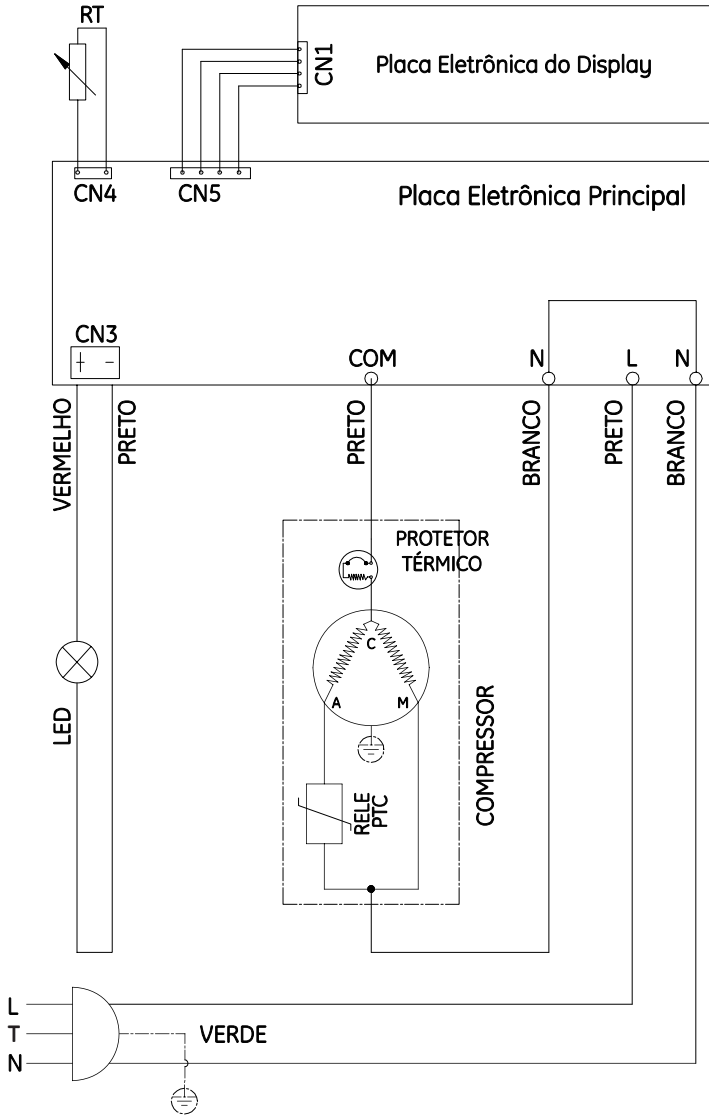 RT
CN1
Placa Eletrônica do Display
CN4
CN5
Placa Eletrônica Principal
CN3
+ -
COM
N
L
N
VERMELHO
PRETO
PRETO
BRANCO
PRETO
BRANCO
PROTETOR
TÉRMICO
C
A
M
LED
RELE
PTC
COMPRESSOR
L
T
N
VERDE